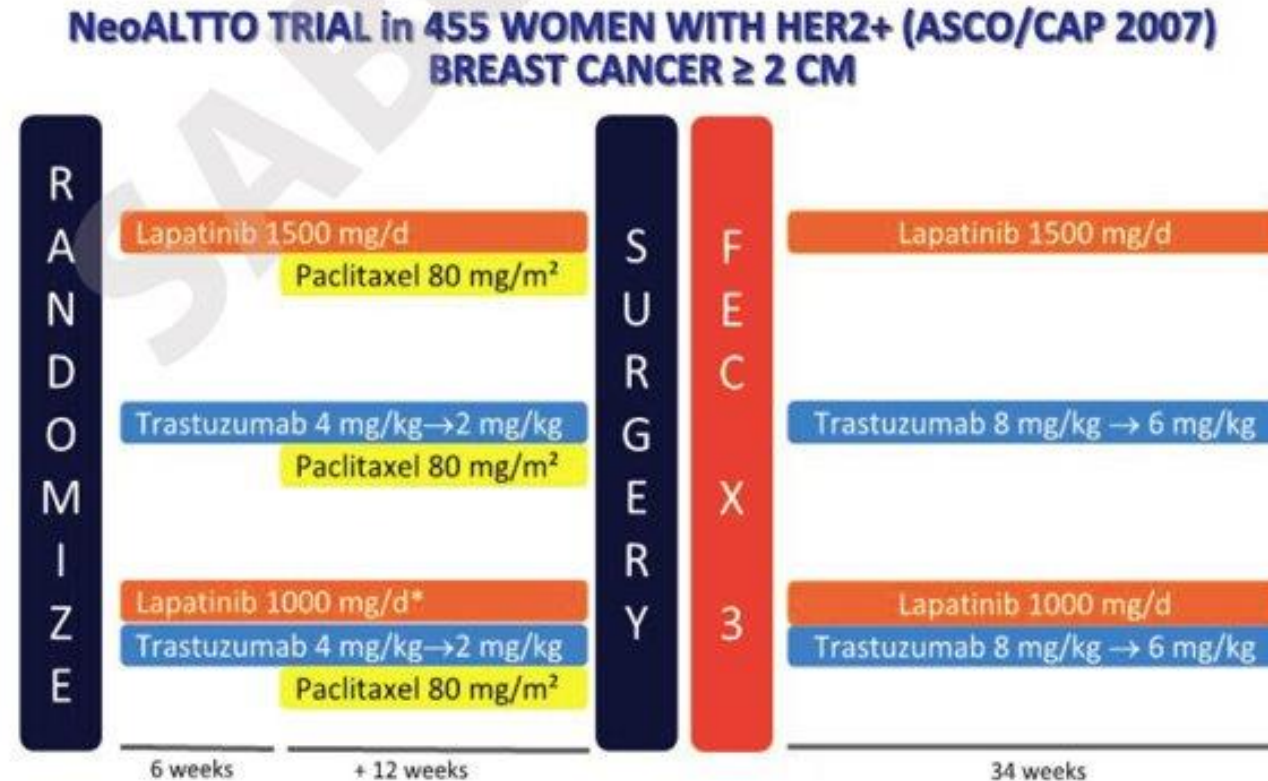 NeoALTTO TRIAL in 455 WOMEN WITH HER2+ (ASCO/CAP 2007)
BREAST CANCER ≥ 2 CM
RANDOMIZE
Lapatinib 1500 mg/d
Paclitaxel 80 mg/m²
Trastuzumab 4 mg/kg→2 mg/kg
Paclitaxel 80 mg/m²
Lapatinib 1000 mg/d*
Trastuzumab 4 mg/kg→2 mg/kg
Paclitaxel 80 mg/m²
6 weeks
+ 12 weeks
SURGERY
FEC X 3
Lapatinib 1500 mg/d
Trastuzumab 8 mg/kg → 6 mg/kg
Lapatinib 1000 mg/d
Trastuzumab 8 mg/kg → 6 mg/kg
34 weeks